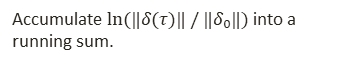 Accumulate ln(‖δ(τ)‖ / ‖δ₀‖) into a
running sum.